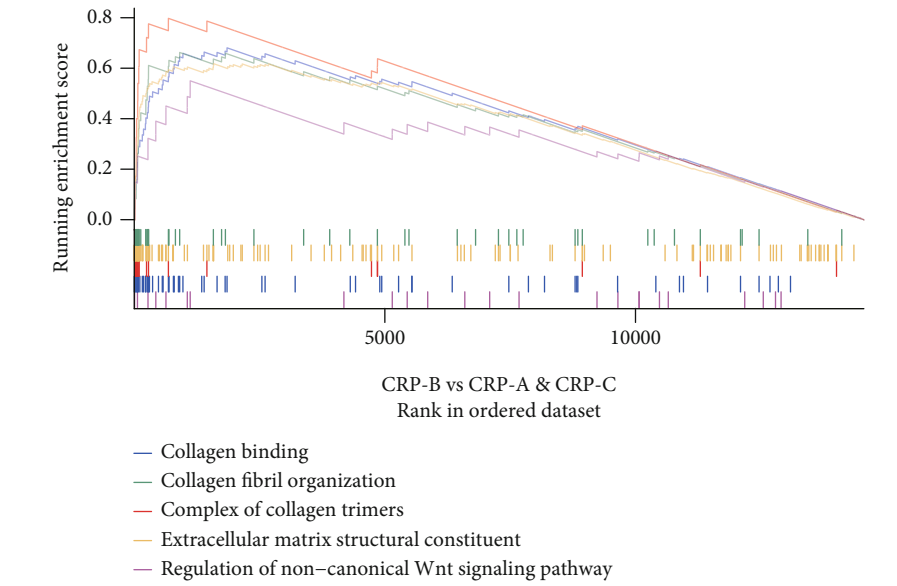 Running enrichment score
0.8
0.6
0.4
0.2
0.0
5000
10000
CRP-B vs CRP-A & CRP-C
Rank in ordered dataset
Collagen binding
Collagen fibril organization
Complex of collagen trimers
Extracellular matrix structural constituent
Regulation of non−canonical Wnt signaling pathway